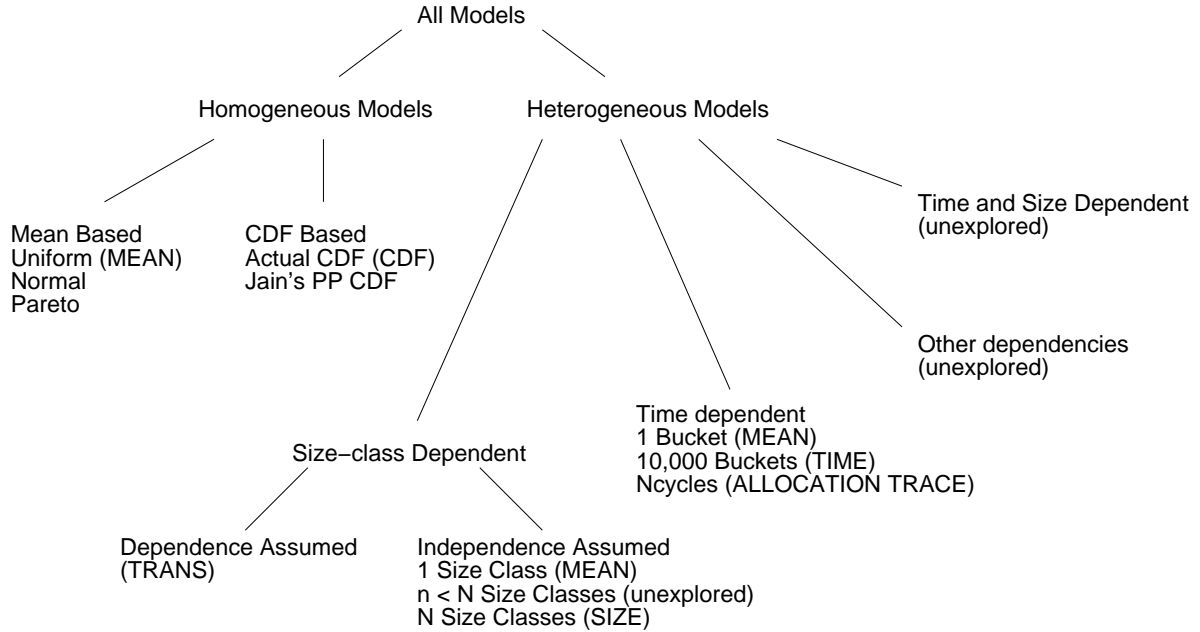 All Models
Homogeneous Models
Heterogeneous Models
Mean Based
Uniform (MEAN)
Normal
Pareto
CDF Based
Actual CDF (CDF)
Jain's PP CDF
Time and Size Dependent
(unexplored)
Other dependencies
(unexplored)
Time dependent
1 Bucket (MEAN)
10,000 Buckets (TIME)
Ncycles (ALLOCATION TRACE)
Size−class Dependent
Dependence Assumed
(TRANS)
Independence Assumed
1 Size Class (MEAN)
n < N Size Classes (unexplored)
N Size Classes (SIZE)